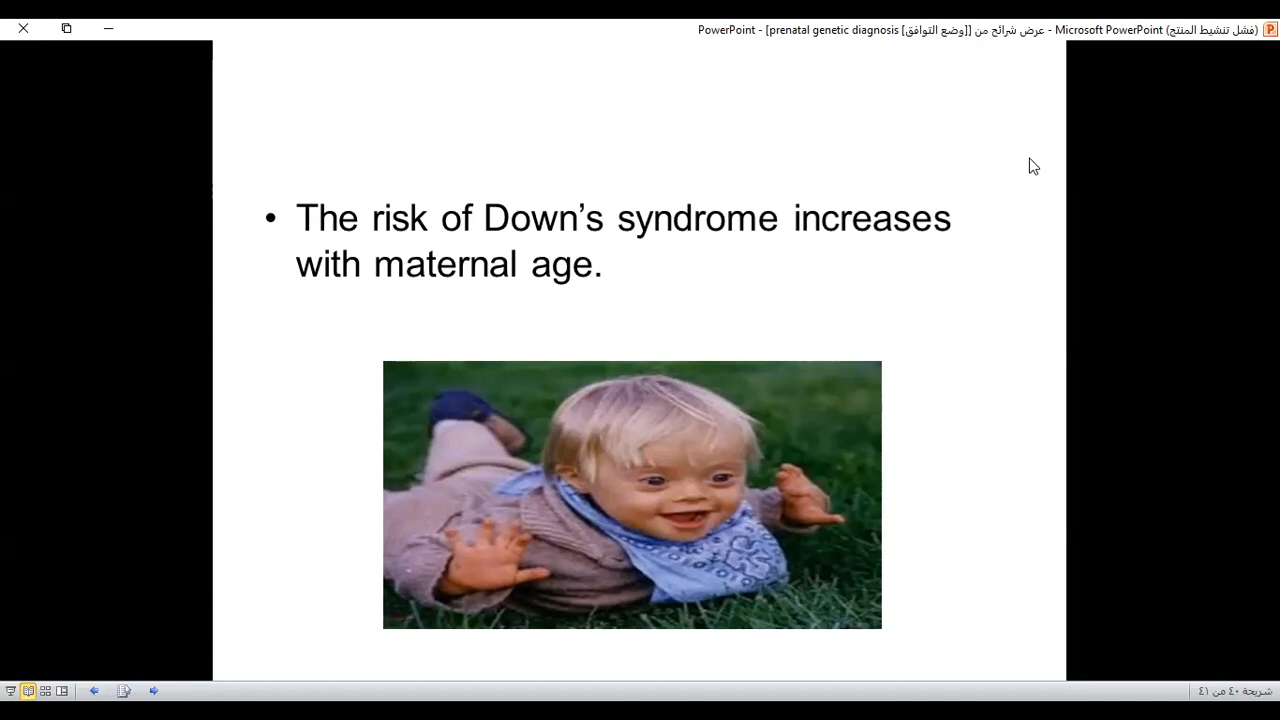 PowerPoint - [prenatal genetic diagnosis [وضع التوافق]] عرض شرائح من - Microsoft PowerPoint (فشل تنشيط المنتج)
• The risk of Down’s syndrome increases
with maternal age.
شريحة ٤٠ من ٤١